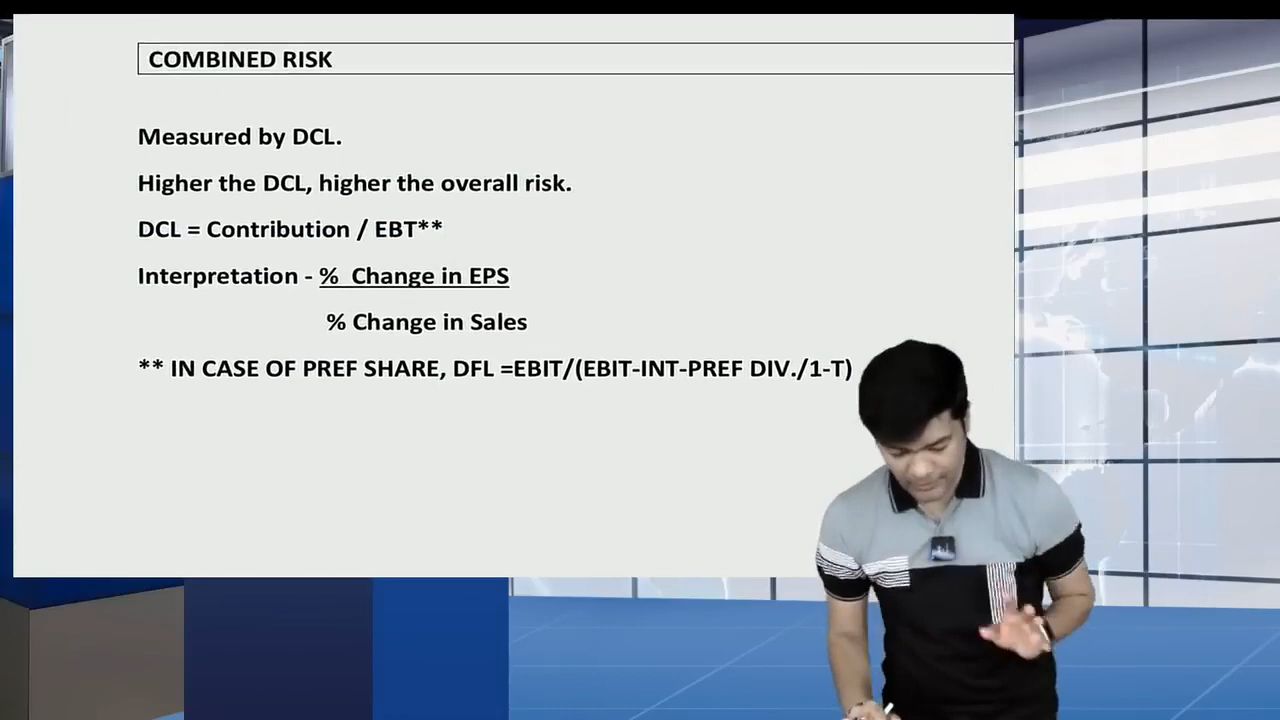 COMBINED RISK
Measured by DCL.
Higher the DCL, higher the overall risk.
DCL = Contribution / EBT**
Interpretation - % Change in EPS
% Change in Sales
** IN CASE OF PREF SHARE, DFL =EBIT/(EBIT-INT-PREF DIV./1-T)